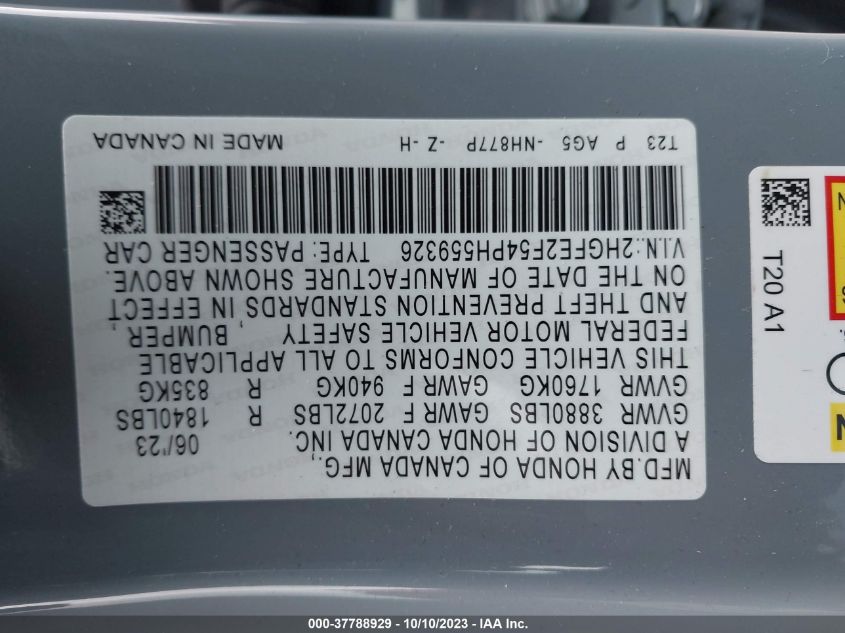 MFD.BY HONDA OF CANADA MFG.,
A DIVISION OF HONDA CANADA INC. 06/'23
GVWR 3880LBS GAWR F 2072LBS R 1840LBS
GVWR 1760KG GAWR F 940KG R 835KG
THIS VEHICLE CONFORMS TO ALL APPLICABLE
FEDERAL MOTOR VEHICLE SAFETY , BUMPER,
AND THEFT PREVENTION STANDARDS IN EFFECT
ON THE DATE OF MANUFACTURE SHOWN ABOVE.
V.I.N.:2HGFE2F54PH559326 TYPE: PASSENGER CAR
T23 P AG5 -NH877P -Z -H MADE IN CANADA
T20 A1
000-37788929 - 10/10/2023 - IAA Inc.